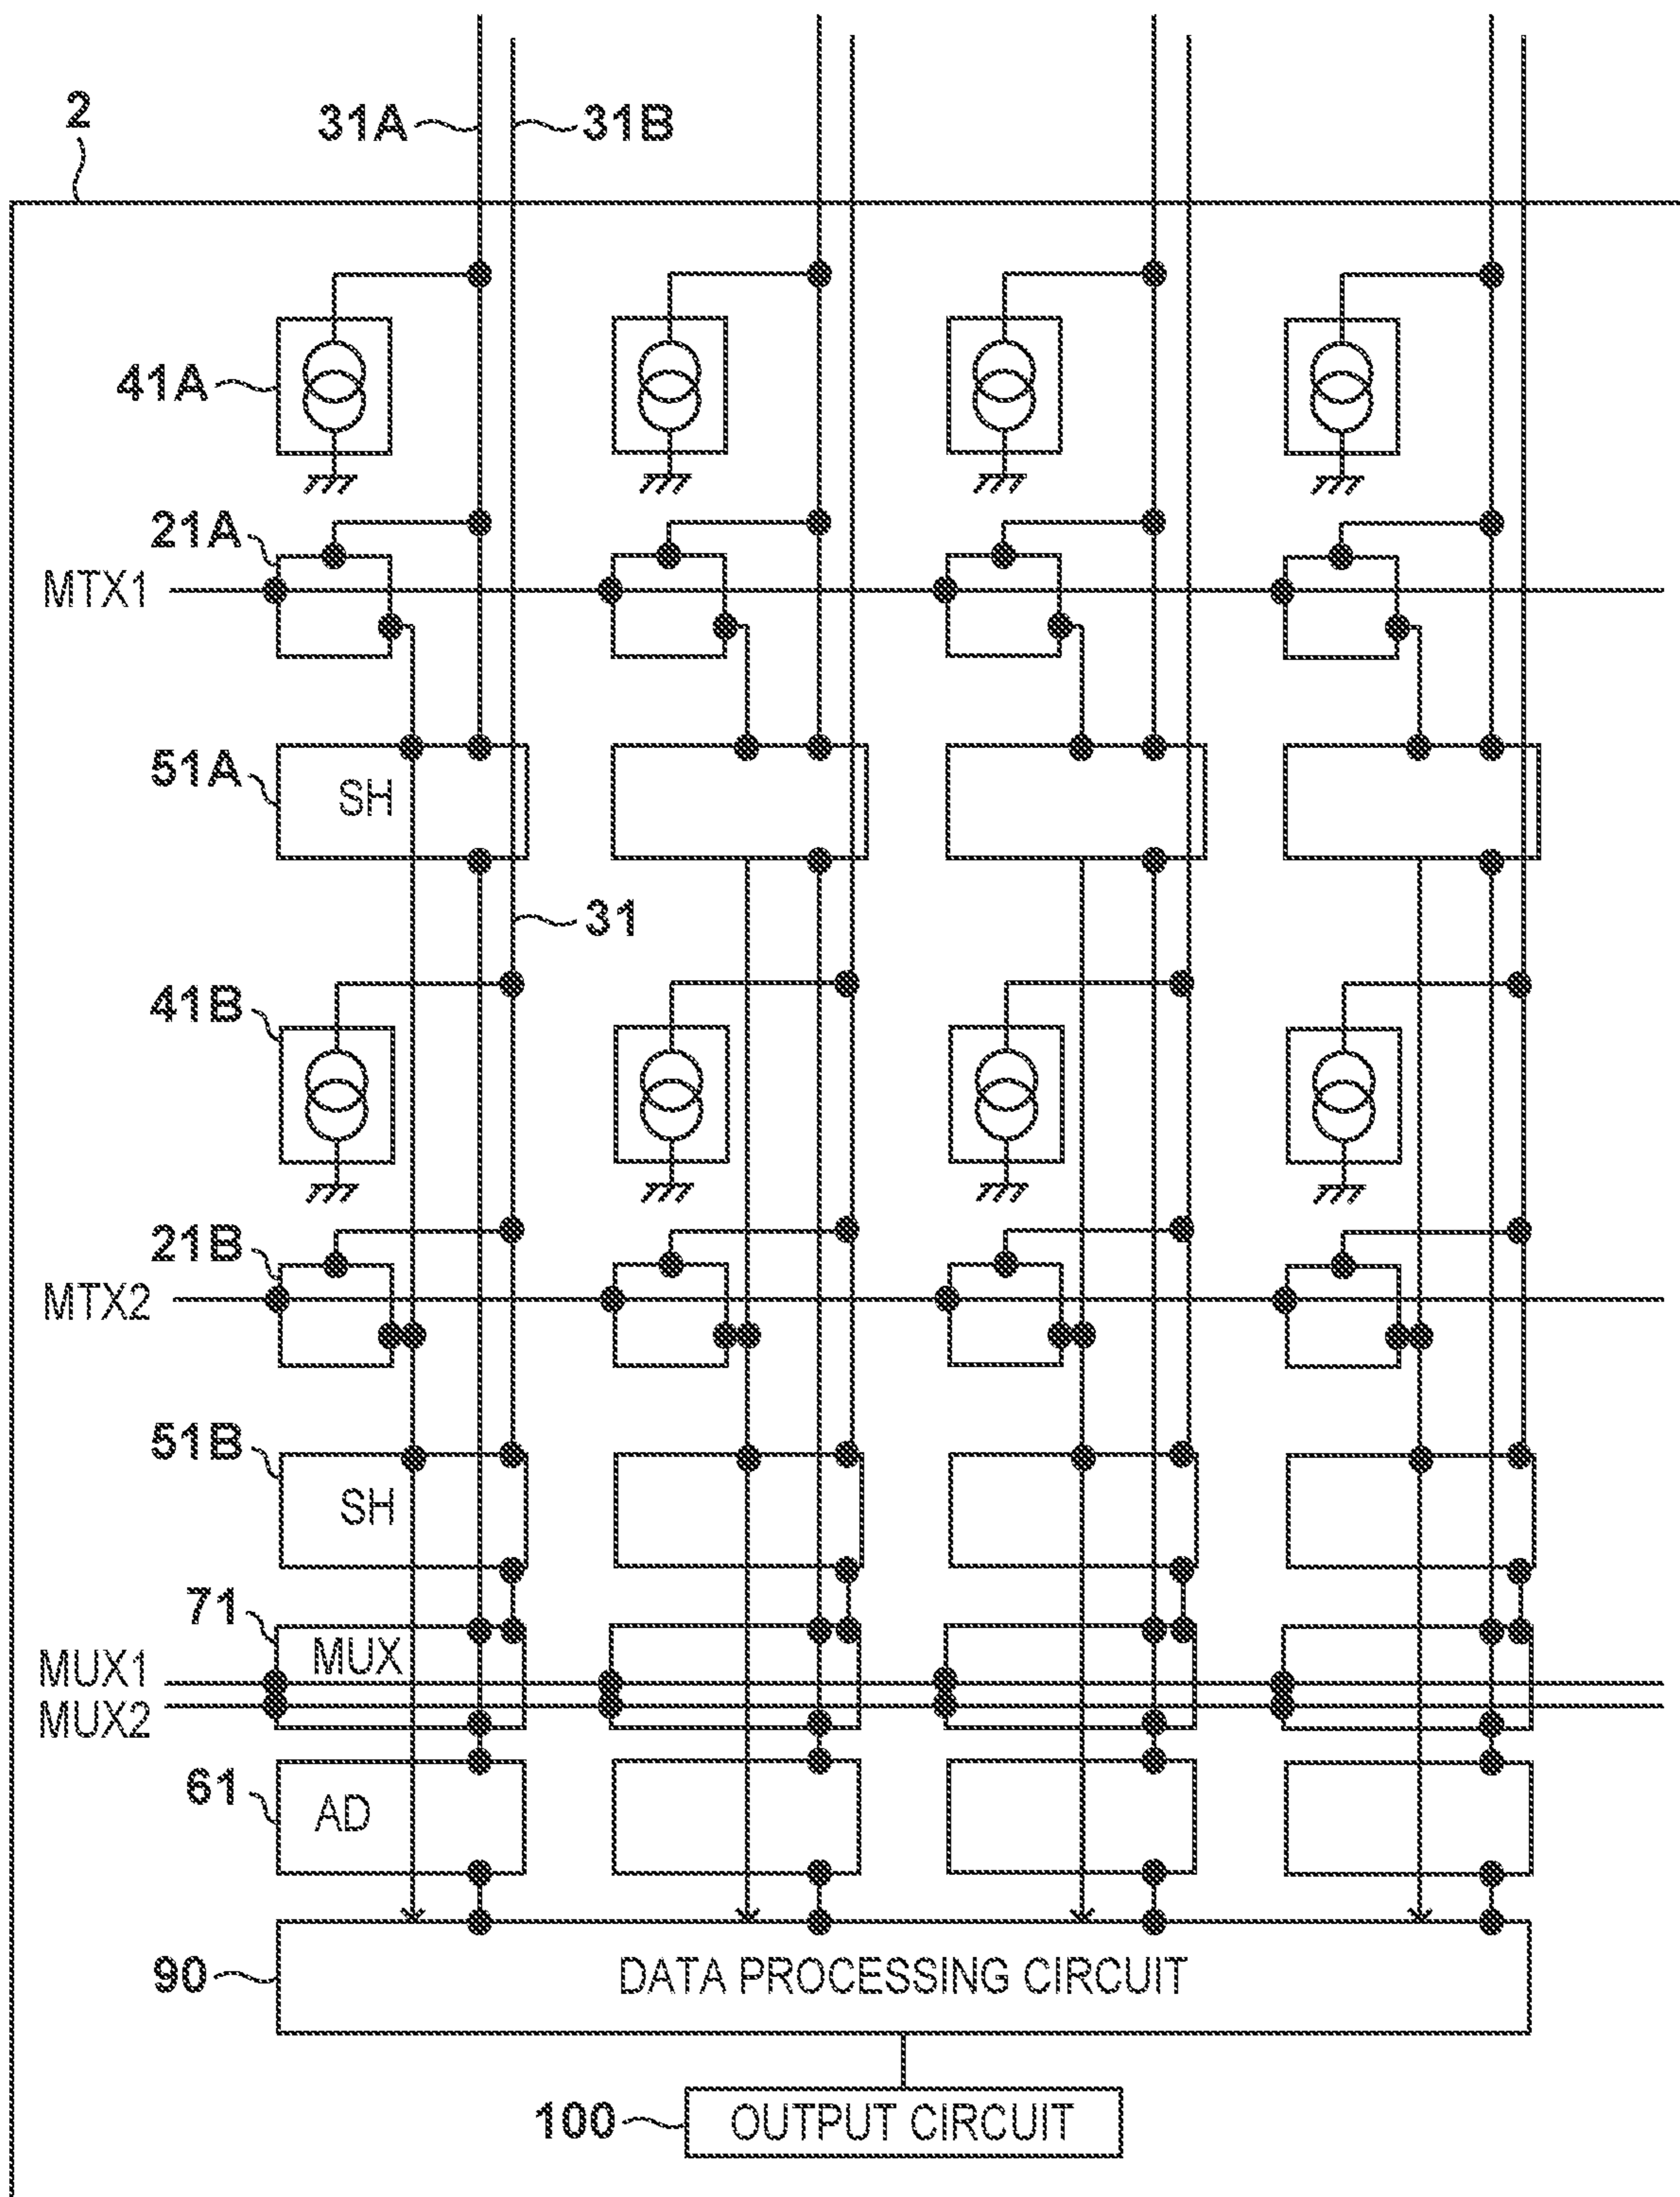 2
31A
31B
41A
21A
MTX1
51A
SH
31
41B
21B
MTX2
51B
SH
71
MUX
MUX1
MUX2
61
AD
90
DATA PROCESSING CIRCUIT
100
OUTPUT CIRCUIT